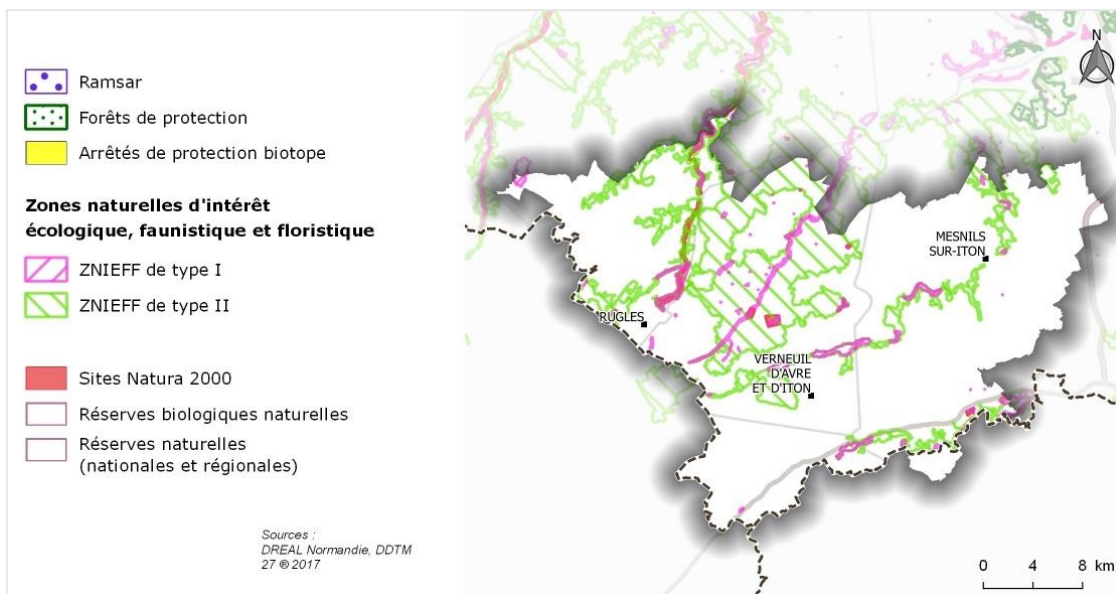 Ramsar
Forêts de protection
Arrêtés de protection biotope
Zones naturelles d'intérêt
écologique, faunistique et floristique
ZNIEFF de type I
ZNIEFF de type II
Sites Natura 2000
Réserves biologiques naturelles
Réserves naturelles
(nationales et régionales)
Sources :
DREAL Normandie, DDTM
27 ® 2017
N
MESNILS
SUR-ITON
RUGLES
VERNEUIL
D'AVRE
ET D'ITON
0 4 8 km